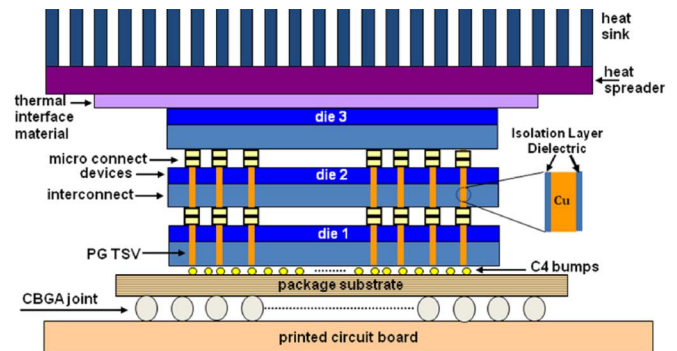 heat
sink
heat
spreader
thermal
interface
material
die 3
Isolation Layer
Dielectric
micro connect
devices
die 2
interconnect
Cu
die 1
PG TSV
C4 bumps
package substrate
CBGA joint
printed circuit board